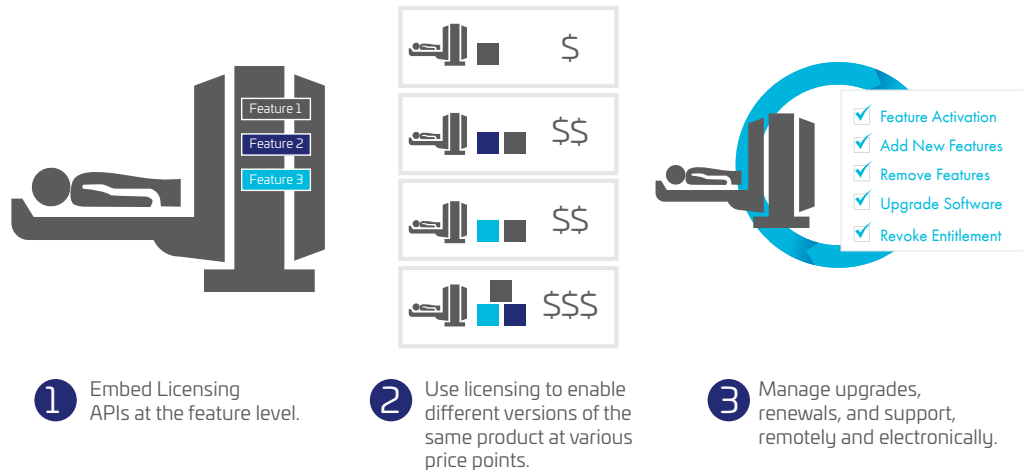 Feature 1
Feature 2
Feature 3
$
$$
$$
$$$
Feature Activation
Add New Features
Remove Features
Upgrade Software
Revoke Entitlement
1
Embed Licensing
APIs at the feature level.
2
Use licensing to enable
different versions of the
same product at various
price points.
3
Manage upgrades,
renewals, and support,
remotely and electronically.